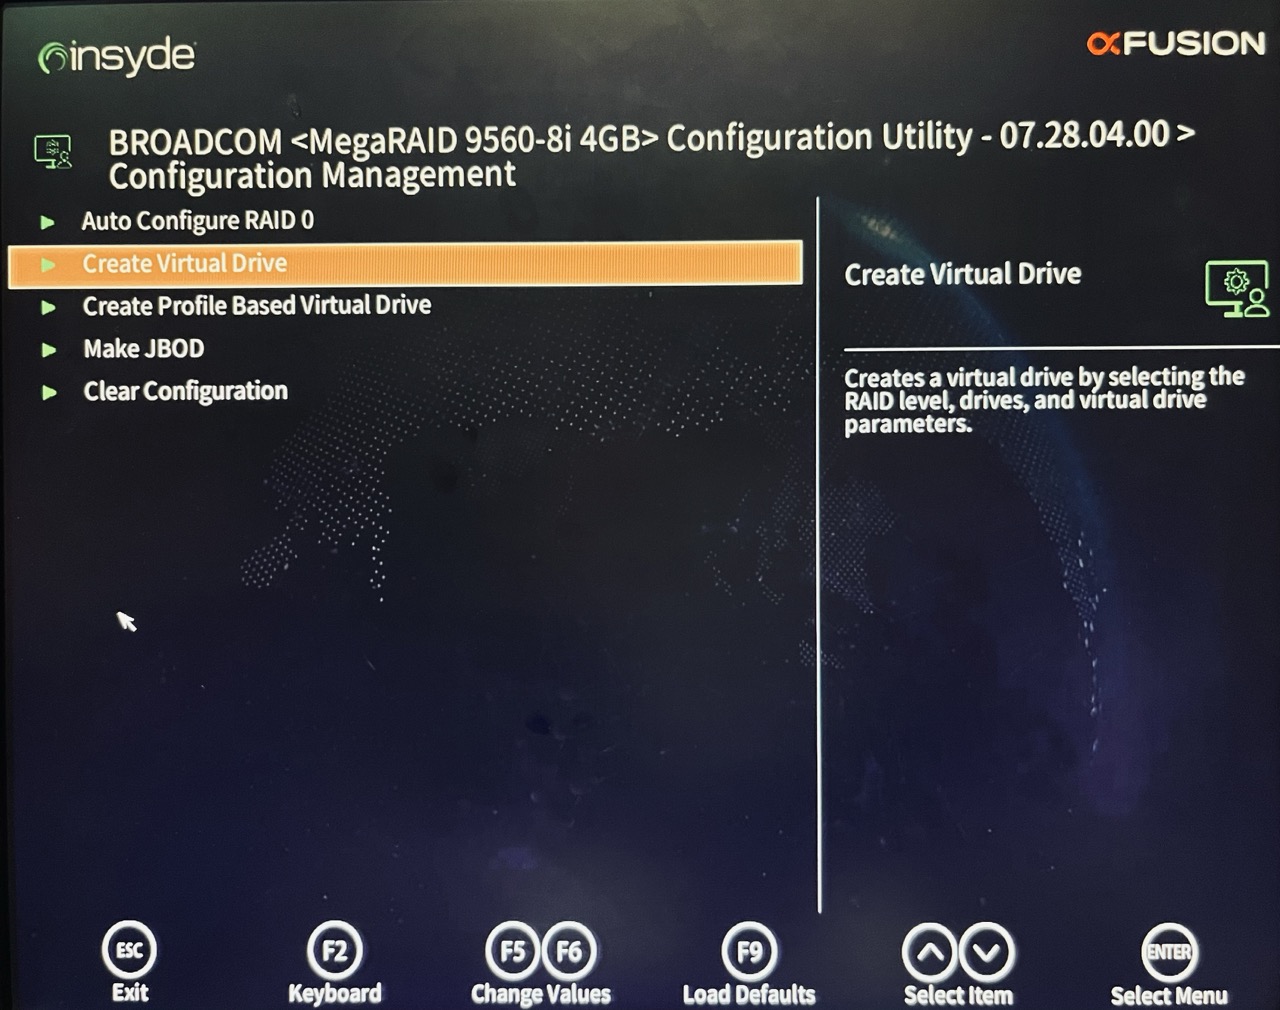 insyde
FUSION
BROADCOM <MegaRAID 9560-8i 4GB> Configuration Utility - 07.28.04.00 >
Configuration Management
Auto Configure RAID 0
Create Virtual Drive
Create Profile Based Virtual Drive
Make JBOD
Clear Configuration
Create Virtual Drive
Creates a virtual drive by selecting the
RAID level, drives, and virtual drive
parameters.
ESC F2 F5 F6 F9 ENTER
Exit Keyboard Change Values Load Defaults Select Item Select Menu